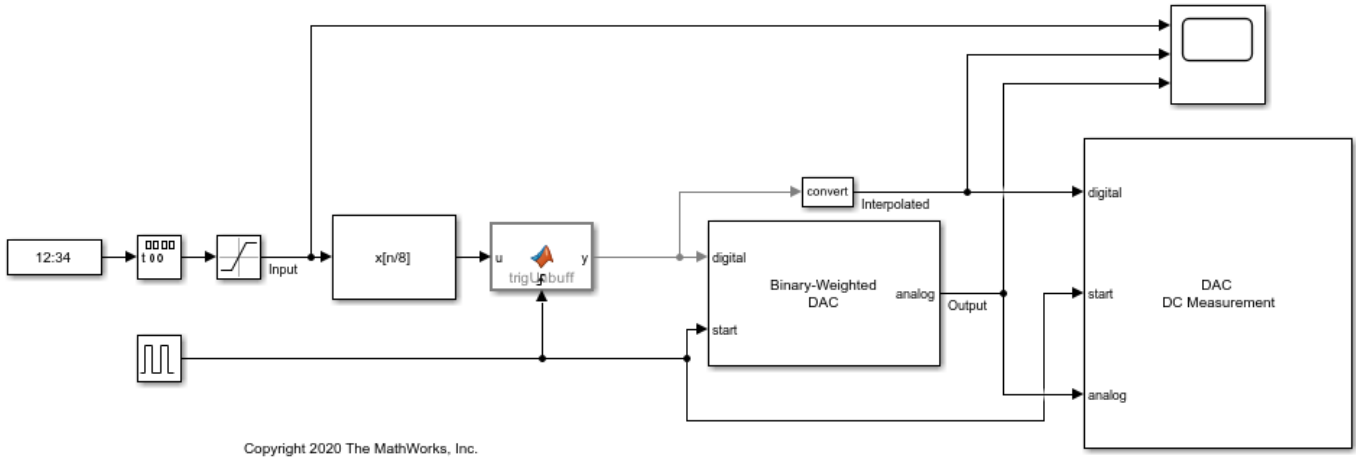 12:34
Input
x[n/8]
u
y
trigUnbuff
convert
Interpolated
digital
start
Binary-Weighted
DAC
analog
Output
digital
start
analog
DAC
DC Measurement
Copyright 2020 The MathWorks, Inc.